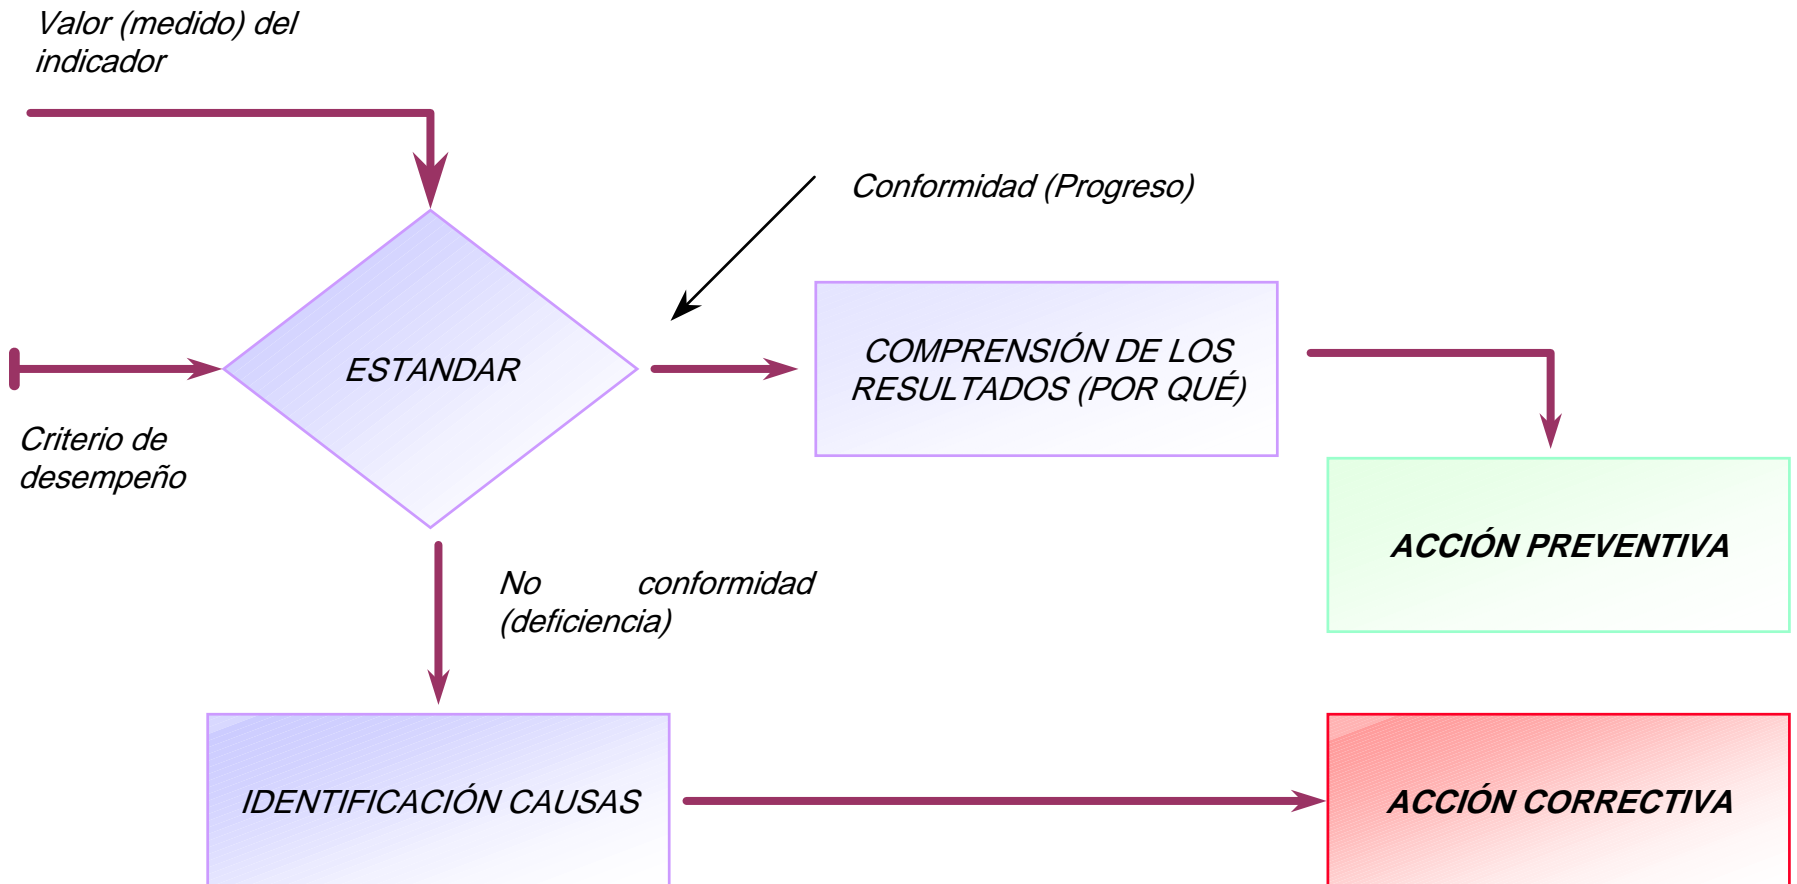 Valor (medido) del
indicador
Conformidad (Progreso)
ESTANDAR
COMPRENSIÓN DE LOS
RESULTADOS (POR QUÉ)
Criterio de
desempeño
ACCIÓN PREVENTIVA
No conformidad
(deficiencia)
IDENTIFICACIÓN CAUSAS
ACCIÓN CORRECTIVA